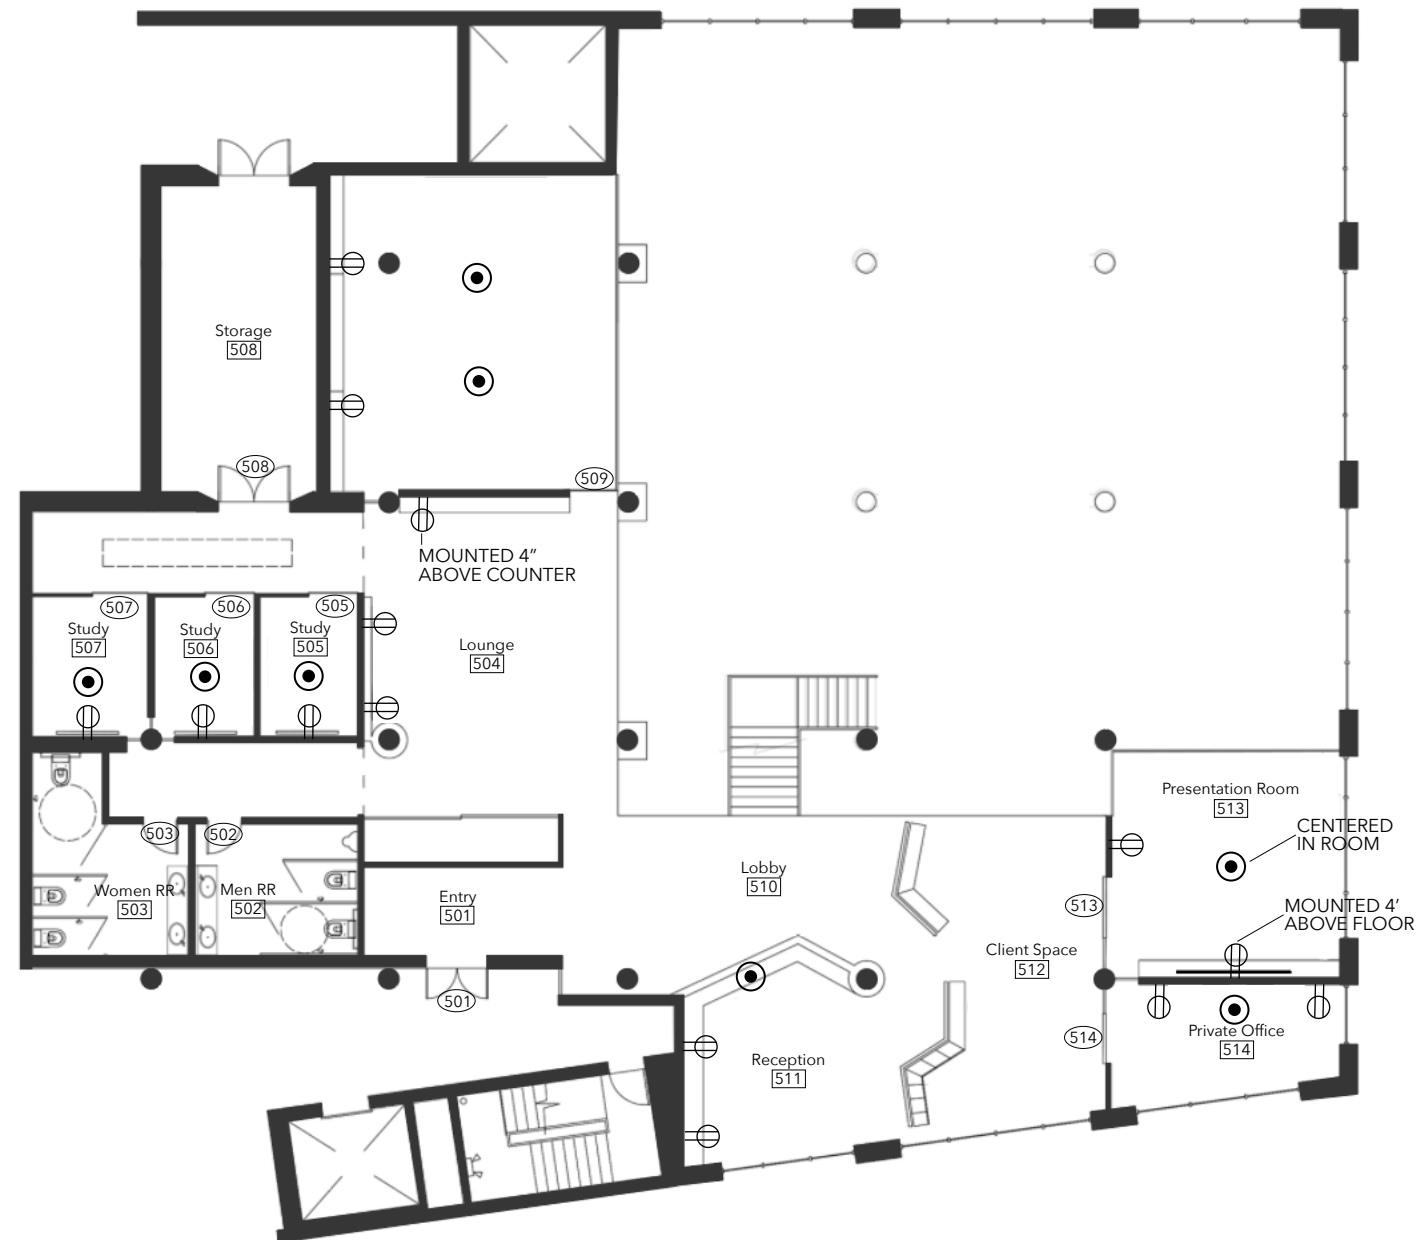 Storage
508
508
509
MOUNTED 4”
ABOVE COUNTER
507
506
505
Study
507
Study
506
Study
505
Lounge
504
Presentation Room
513
CENTERED
IN ROOM
503
502
Lobby
510
Women RR
503
Men RR
502
Entry
501
513
MOUNTED 4’
ABOVE FLOOR
Client Space
512
501
514
Private Office
514
Reception
511